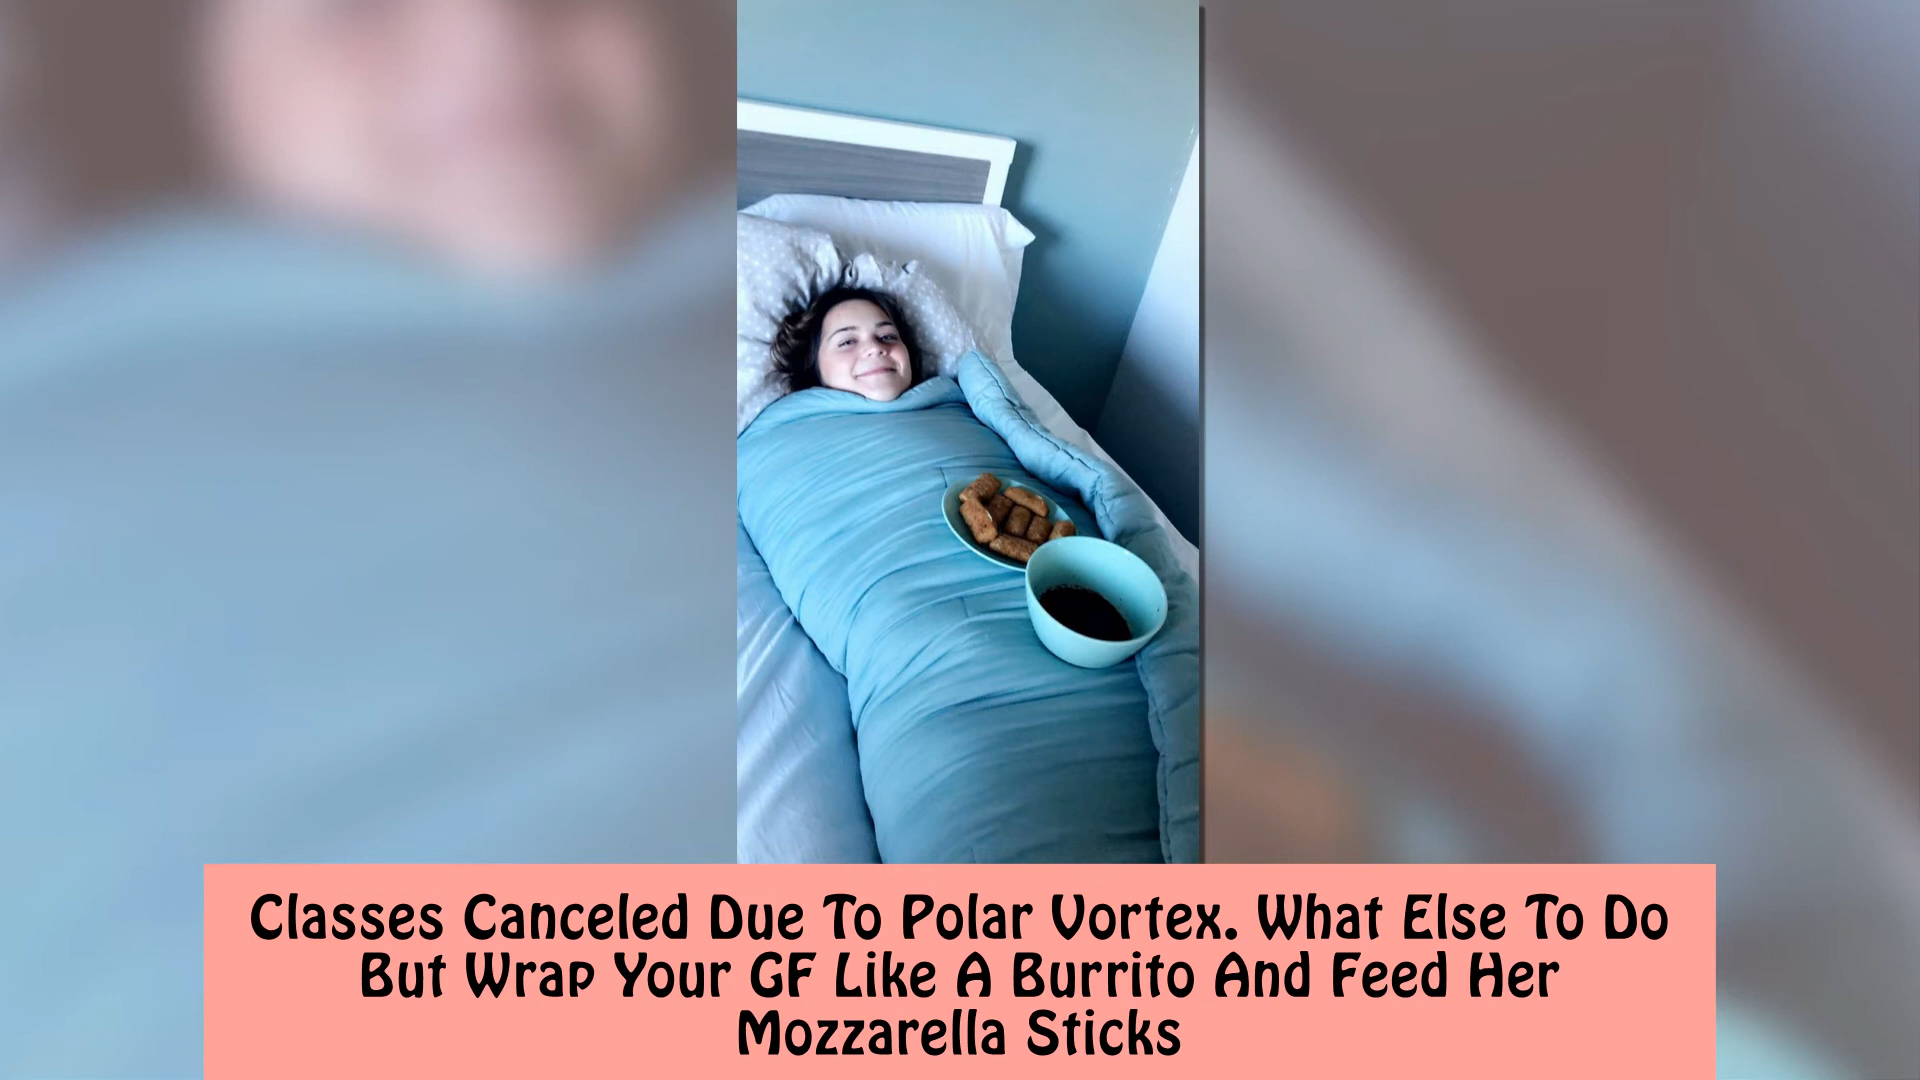 Classes Canceled Due To Polar Vortex. What Else To Do
But Wrap Your GF Like A Burrito And Feed Her
Mozzarella Sticks